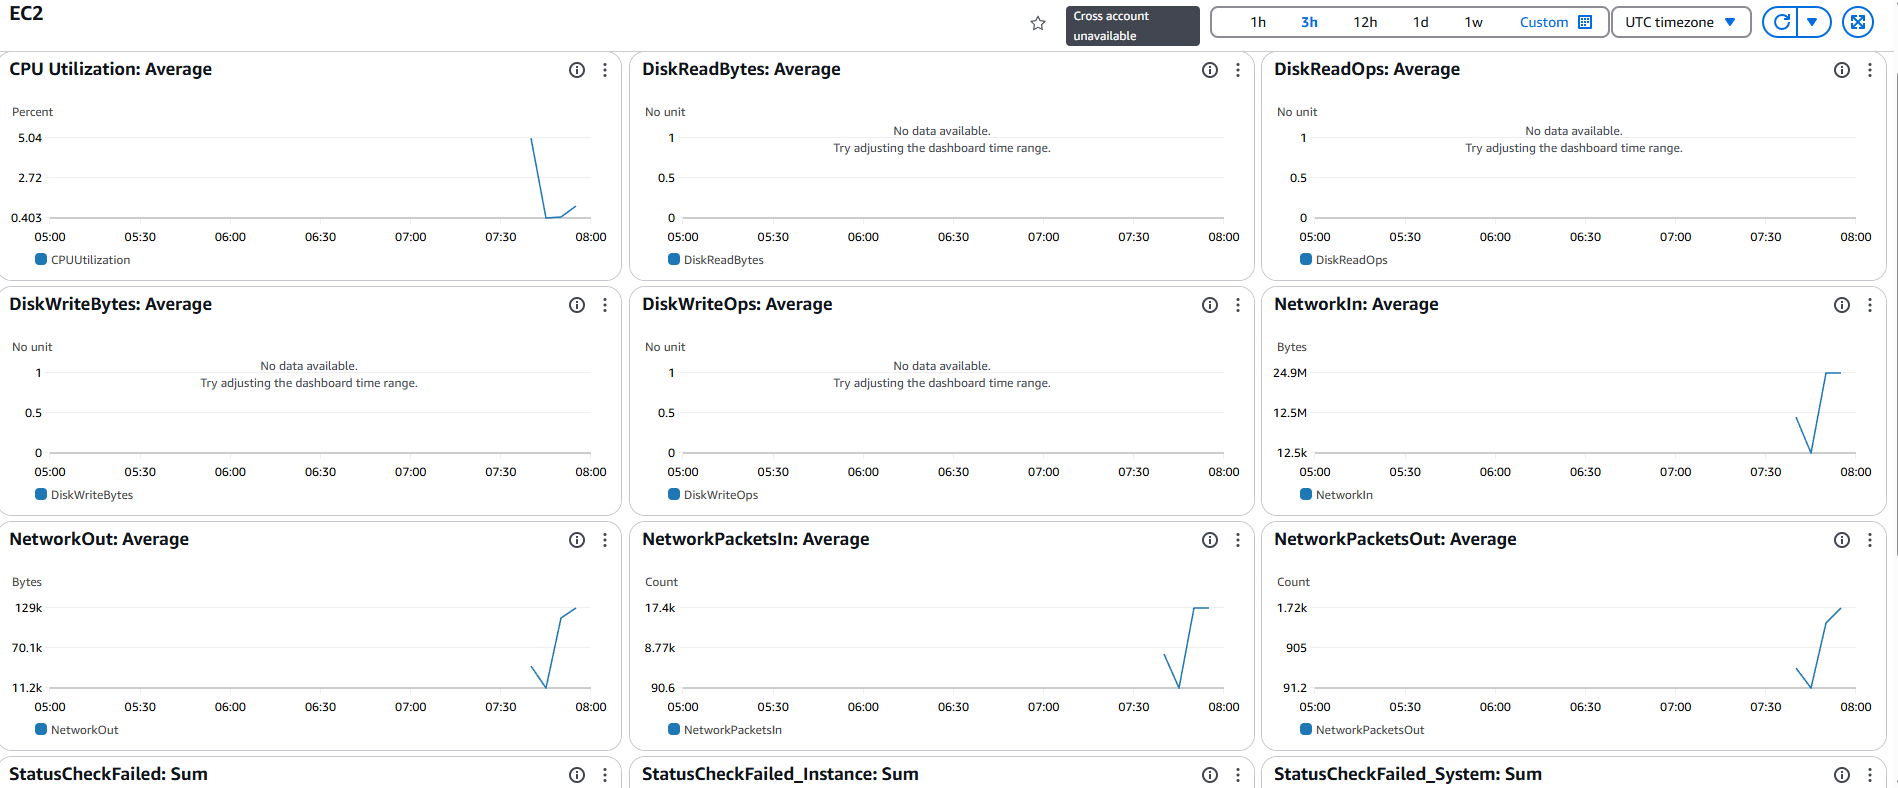 EC2
Cross account
unavailable
1h 3h 12h 1d 1w Custom UTC timezone
CPU Utilization: Average
Percent
5.04
2.72
0.403
05:00 05:30 06:00 06:30 07:00 07:30 08:00
CPUUtilization
DiskReadBytes: Average
No unit
No data available.
Try adjusting the dashboard time range.
1
0.5
0
05:00 05:30 06:00 06:30 07:00 07:30 08:00
DiskReadBytes
DiskReadOps: Average
No unit
No data available.
Try adjusting the dashboard time range.
1
0.5
0
05:00 05:30 06:00 06:30 07:00 07:30 08:00
DiskReadOps
DiskWriteBytes: Average
No unit
No data available.
Try adjusting the dashboard time range.
1
0.5
0
05:00 05:30 06:00 06:30 07:00 07:30 08:00
DiskWriteBytes
DiskWriteOps: Average
No unit
No data available.
Try adjusting the dashboard time range.
1
0.5
0
05:00 05:30 06:00 06:30 07:00 07:30 08:00
DiskWriteOps
NetworkIn: Average
Bytes
24.9M
12.5M
12.5k
05:00 05:30 06:00 06:30 07:00 07:30 08:00
NetworkIn
NetworkOut: Average
Bytes
129k
70.1k
11.2k
05:00 05:30 06:00 06:30 07:00 07:30 08:00
NetworkOut
NetworkPacketsIn: Average
Count
17.4k
8.77k
90.6
05:00 05:30 06:00 06:30 07:00 07:30 08:00
NetworkPacketsIn
NetworkPacketsOut: Average
Count
1.72k
905
91.2
05:00 05:30 06:00 06:30 07:00 07:30 08:00
NetworkPacketsOut
StatusCheckFailed: Sum
StatusCheckFailed_Instance: Sum
StatusCheckFailed_System: Sum